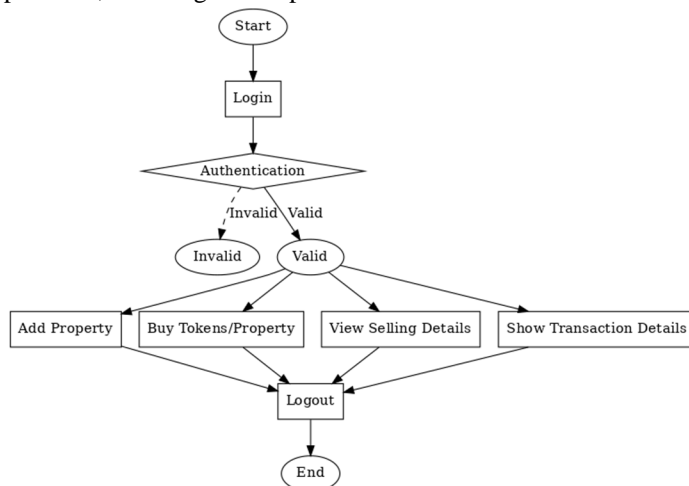 Start
Login
Authentication
Invalid Valid
Invalid Valid
Add Property Buy Tokens/Property View Selling Details Show Transaction Details
Logout
End